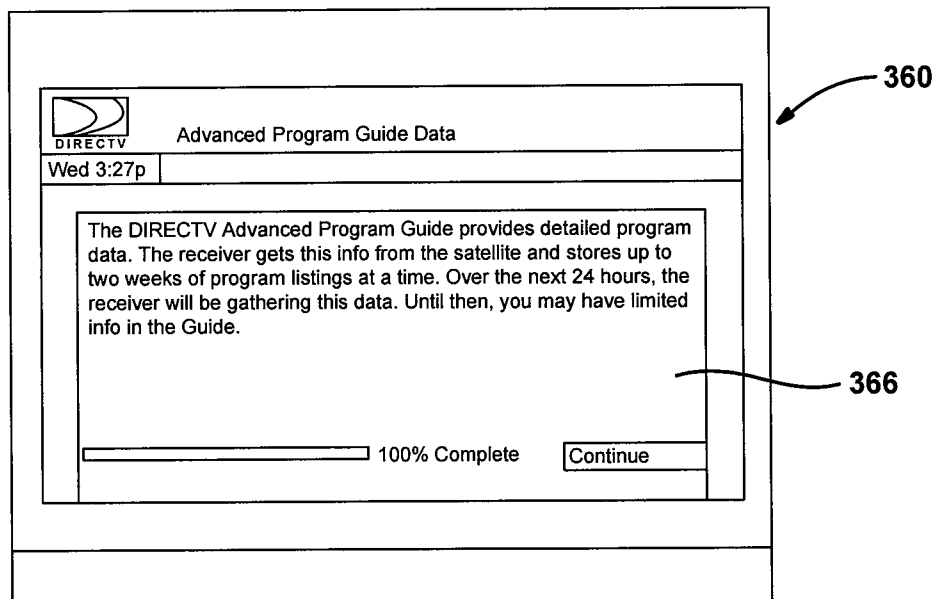 360
DIRECTV
Advanced Program Guide Data
Wed 3:27p
The DIRECTV Advanced Program Guide provides detailed program
data. The receiver gets this info from the satellite and stores up to
two weeks of program listings at a time. Over the next 24 hours, the
receiver will be gathering this data. Until then, you may have limited
info in the Guide.
366
100% Complete
Continue